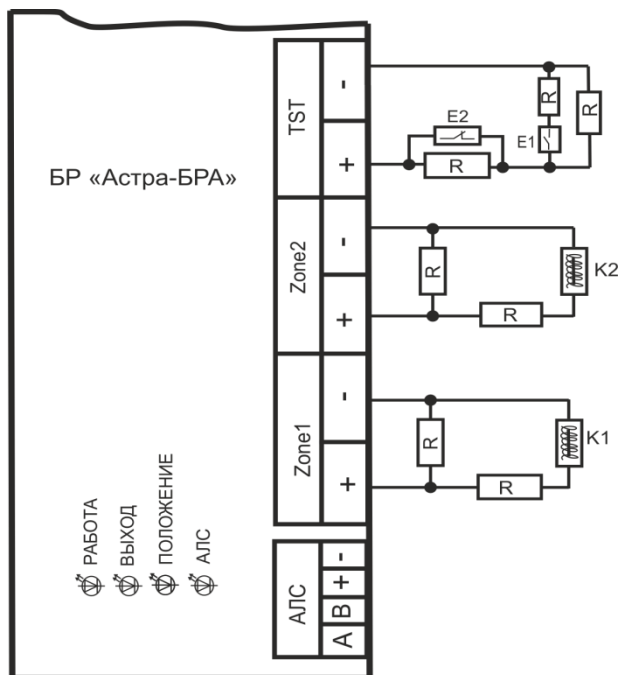 БР «Астра-БРА»
TST
-
+
Zone2
-
+
Zone1
-
+
АЛС
-
+
B
A
E2
R
E1
R
R
R
R
K2
R
R
K1
РАБОТА
ВЫХОД
ПОЛОЖЕНИЕ
АЛС